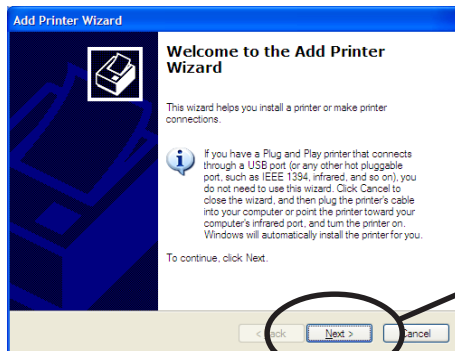 Add Printer Wizard
Welcome to the Add Printer
Wizard
This wizard helps you install a printer or make printer
connections.
If you have a Plug and Play printer that connects
through a USB port (or any other hot pluggable
port, such as IEEE 1394, infrared, and so on), you
do not need to use this wizard. Click Cancel to
close the wizard, and then plug the printer's cable
into your computer or point the printer toward your
computer's infrared port, and turn the printer on.
Windows will automatically install the printer for you.
To continue, click Next.
< Back Next > Cancel